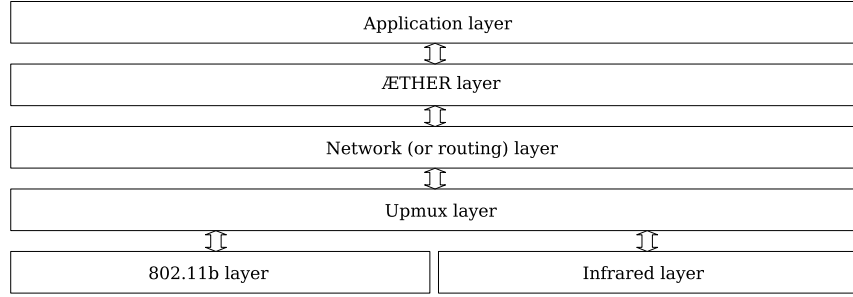 Application layer
ÆTHER layer
Network (or routing) layer
Upmux layer
802.11b layer
Infrared layer